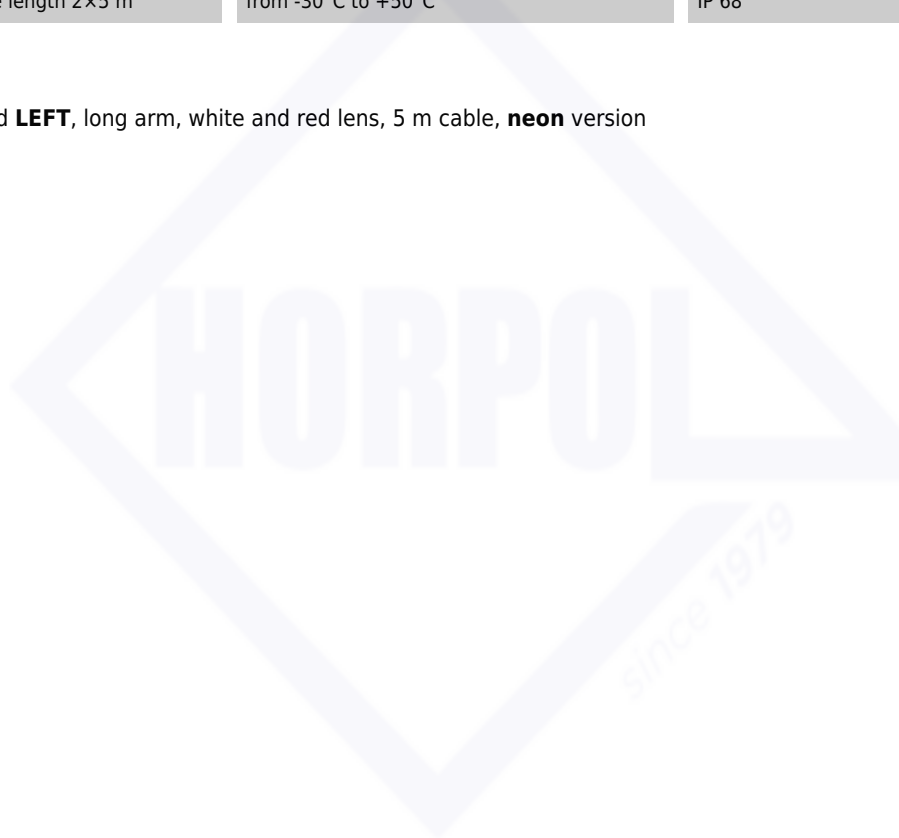 length 2×5 m from -30°C to +50°C IP 68
LEFT, long arm, white and red lens, 5 m cable, neon version
HORPOL
since 1979